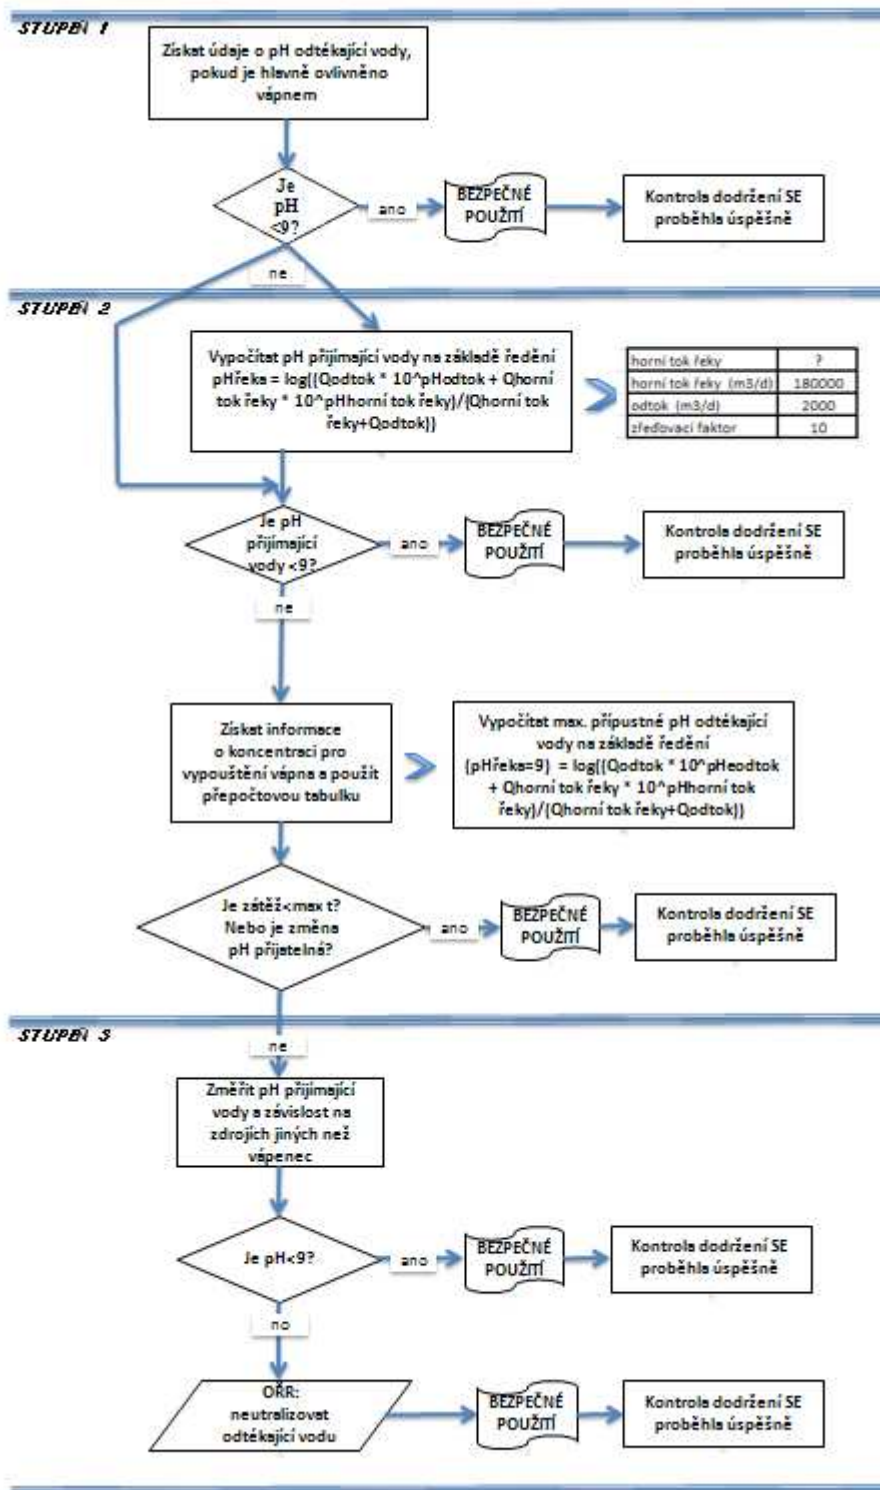 STUPEŇ 1
Získat údaje o pH odtékající vody,
pokud je hlavně ovlivněno
vápnem
Je
pH
<9?
ano
BEZPEČNÉ
POUŽITÍ
Kontrola dodržení SE
proběhla úspěšně
ne
STUPEŇ 2
Vypočítat pH přijímající vody na základě ředění
pHřeka = log((Qodtok * 10^pHodtok + Qhorní
tok řeky * 10^pHhorní tok řeky)/(Qhorní tok
řeky+Qodtok))
horní tok řeky ?
horní tok řeky (m3/d) 180000
odtok (m3/d) 2000
zřeďovací faktor 10
Je pH
přijímající
vody <9?
ano
BEZPEČNÉ
POUŽITÍ
Kontrola dodržení SE
proběhla úspěšně
ne
Získat informace
o koncentraci pro
vypouštění vápna a použít
přepočtovou tabulku
Vypočítat max. přípustné pH odtékající
vody na základě ředění
(pHřeka=9) = log((Qodtok * 10^pHeodtok
+ Qhorní tok řeky * 10^pHhorní tok
řeky)/(Qhorní tok řeky+Qodtok))
Je zátěž<max t?
Nebo je změna
pH přijatelná?
ano
BEZPEČNÉ
POUŽITÍ
Kontrola dodržení SE
proběhla úspěšně
STUPEŇ 3
ne
Změřit pH přijímající
vody a závislost na
zdrojích jiných než
vápenec
Je pH<9?
ano
BEZPEČNÉ
POUŽITÍ
Kontrola dodržení SE
proběhla úspěšně
no
OŘR:
neutralizovat
odtékající vodu
BEZPEČNÉ
POUŽITÍ
Kontrola dodržení SE
proběhla úspěšně